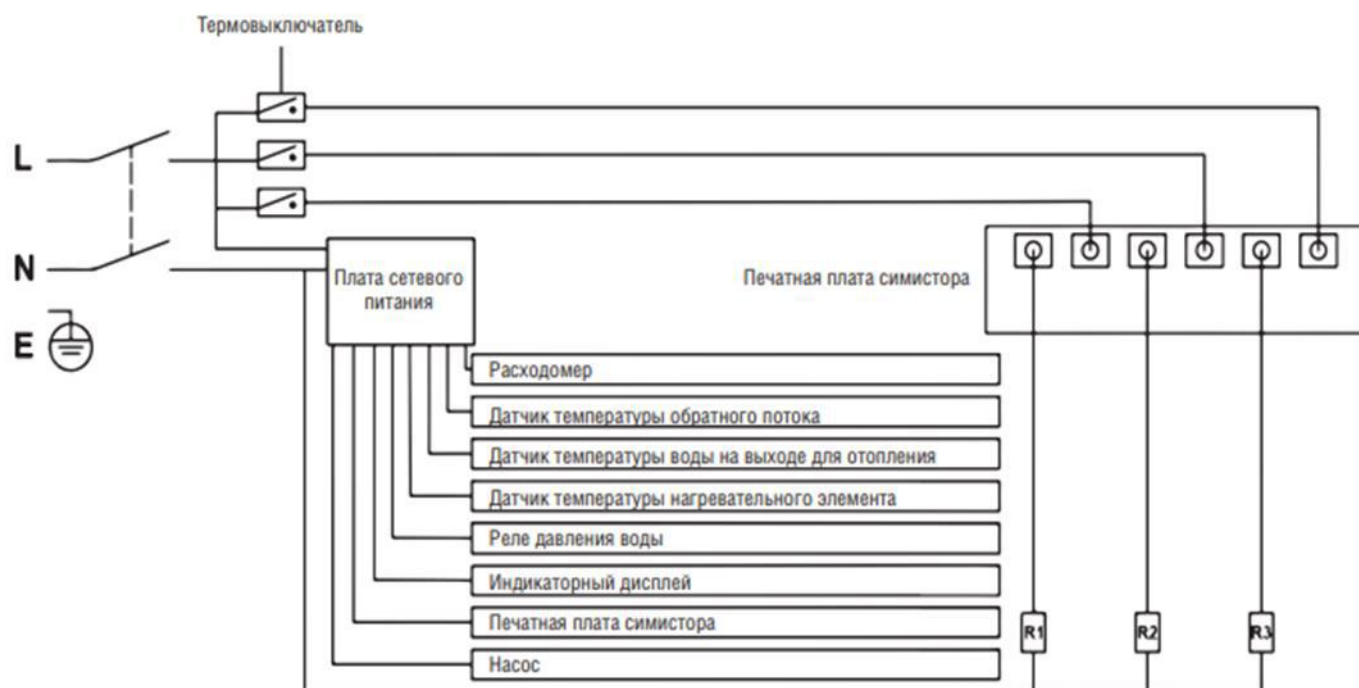 Термовыключатель
L
N
E
Плата сетевого
питания
Печатная плата симистора
Расходомер
Датчик температуры обратного потока
Датчик температуры воды на выходе для отопления
Датчик температуры нагревательного элемента
Реле давления воды
Индикаторный дисплей
Печатная плата симистора
Насос
R1
R2
R3